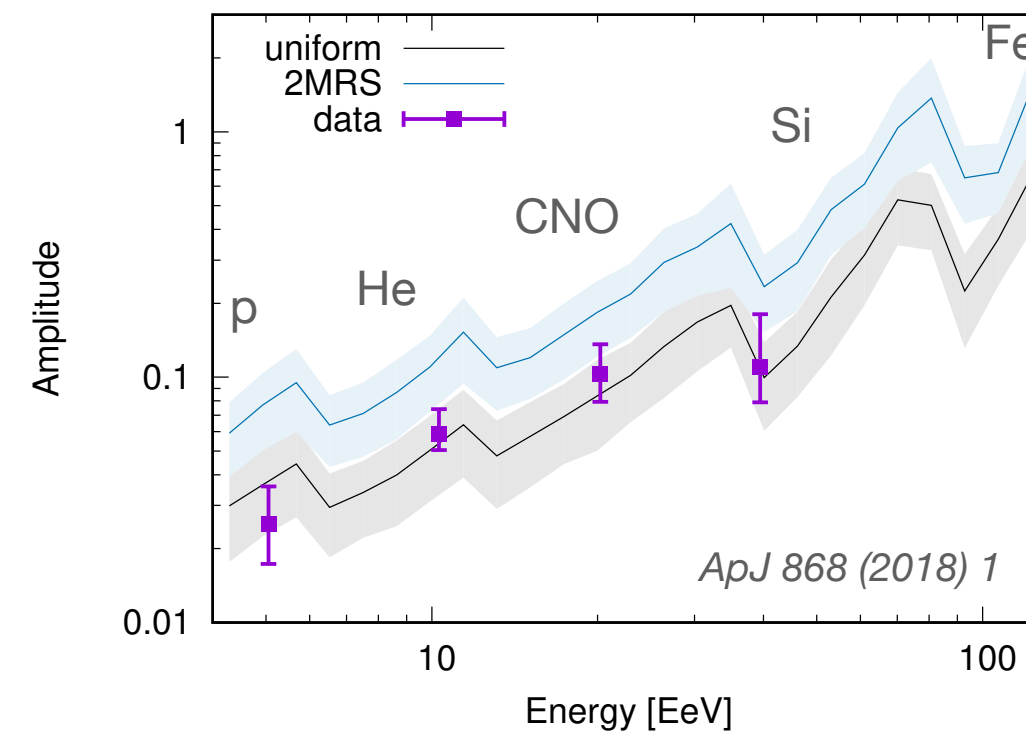 uniform
2MRS
data
Fe
Si
CNO
He
p
1
0.1
0.01
Amplitude
ApJ 868 (2018) 1
10
100
Energy [EeV]